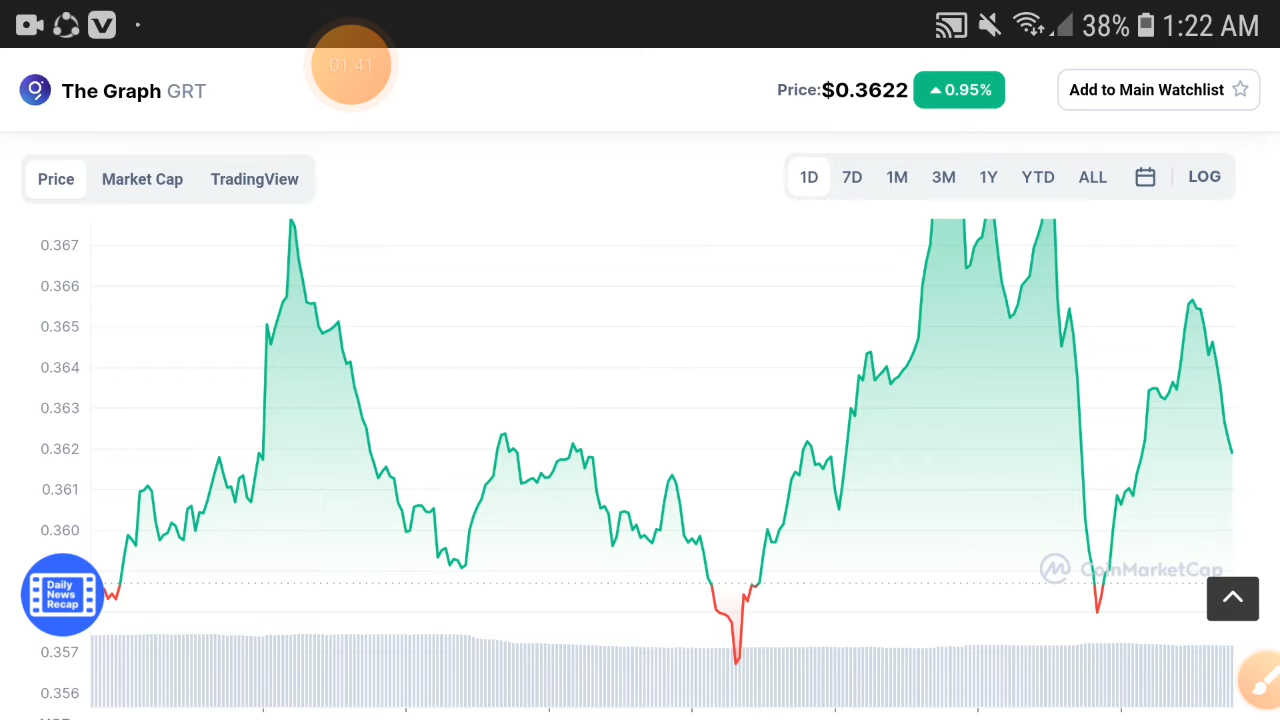 38% 1:22 AM
01:41
The Graph GRT
Price:$0.3622 0.95%
Add to Main Watchlist
Price Market Cap TradingView
1D 7D 1M 3M 1Y YTD ALL LOG
0.367
0.366
0.365
0.364
0.363
0.362
0.361
0.360
CoinMarketCap
Daily
News
Recap
0.357
0.356